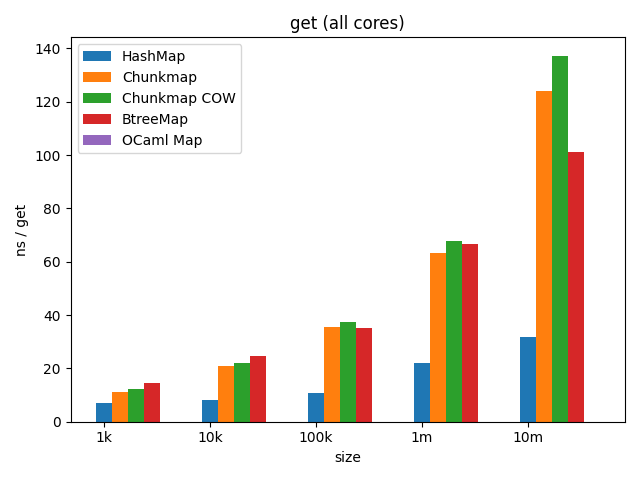 get (all cores)
HashMap
Chunkmap
Chunkmap COW
BtreeMap
OCaml Map
ns / get
140
120
100
80
60
40
20
0
1k 10k 100k 1m 10m
size